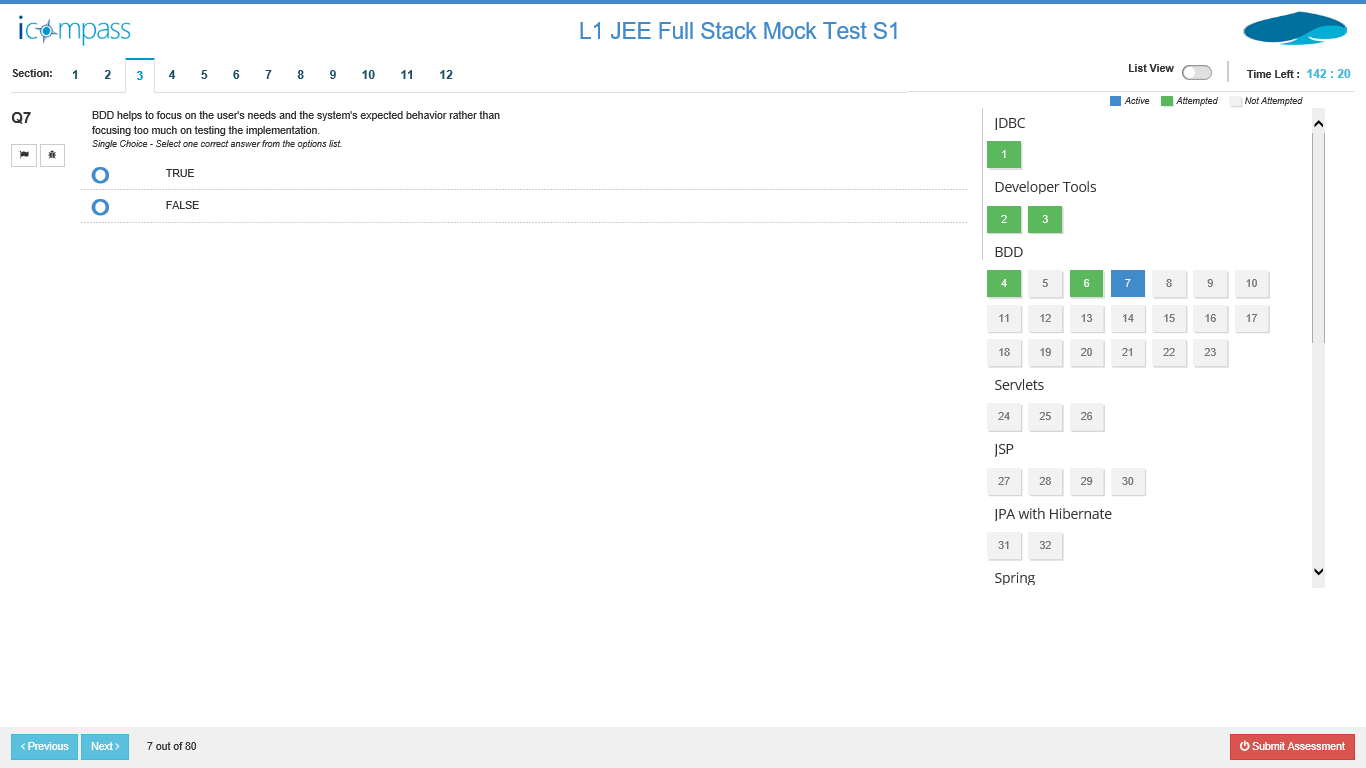 icompass
L1 JEE Full Stack Mock Test S1
Section: 1 2 3 4 5 6 7 8 9 10 11 12
List View
Time Left : 142 : 20
Active Attempted Not Attempted
Q7
BDD helps to focus on the user's needs and the system's expected behavior rather than
focusing too much on testing the implementation.
Single Choice - Select one correct answer from the options list.
TRUE
FALSE
JDBC
1
Developer Tools
2 3
BDD
4 5 6 7 8 9 10
11 12 13 14 15 16 17
18 19 20 21 22 23
Servlets
24 25 26
JSP
27 28 29 30
JPA with Hibernate
31 32
Spring
Previous Next 7 out of 80 Submit Assessment